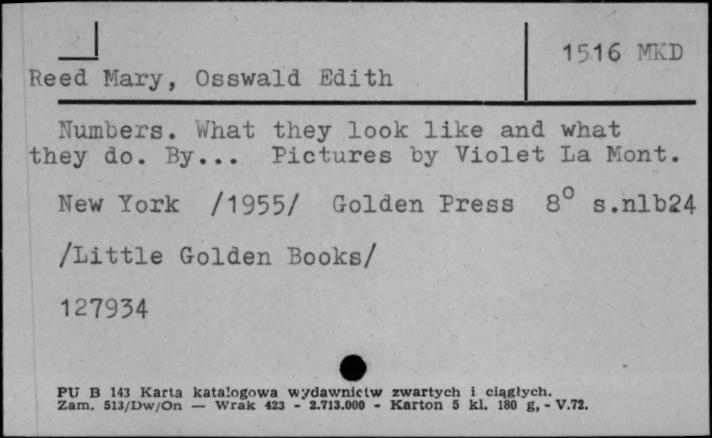 1516 MKD
Reed Mary, Osswald Edith
Numbers. What they look like and what
they do. By... Pictures by Violet La Mont.
New York /1955/ Golden Press 8° s.nlb24
/Little Golden Books/
127934
PU B 143 Karta katalogowa wydawnictw zwartych i ciągłych.
Zam. 513/Dw/On — Wrak 423 - 2.713.000 - Karton 5 kl. 180 g, - V.72.